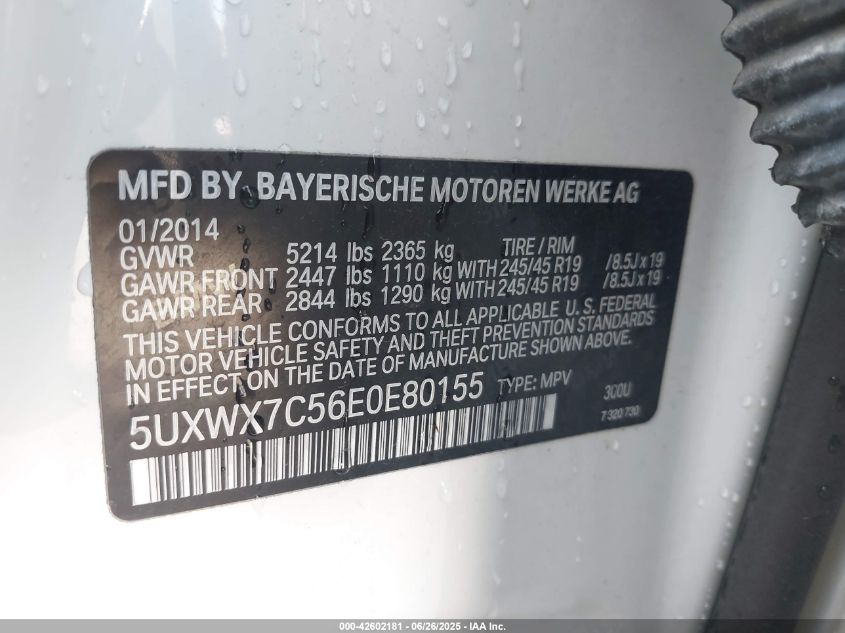 MFD BY. BAYERISCHE MOTOREN WERKE AG
01/2014
GVWR 5214 lbs 2365 kg TIRE / RIM
GAWR FRONT 2447 lbs 1110 kg WITH 245/45 R19 /8.5J x 19
GAWR REAR 2844 lbs 1290 kg WITH 245/45 R19 /8.5J x 19
THIS VEHICLE CONFORMS TO ALL APPLICABLE U. S. FEDERAL
MOTOR VEHICLE SAFETY AND THEFT PREVENTION STANDARDS
IN EFFECT ON THE DATE OF MANUFACTURE SHOWN ABOVE.
5UXWX7C56E0E80155 TYPE: MPV 300U
7 320 730
000-42602181 - 06/26/2025 - IAA Inc.